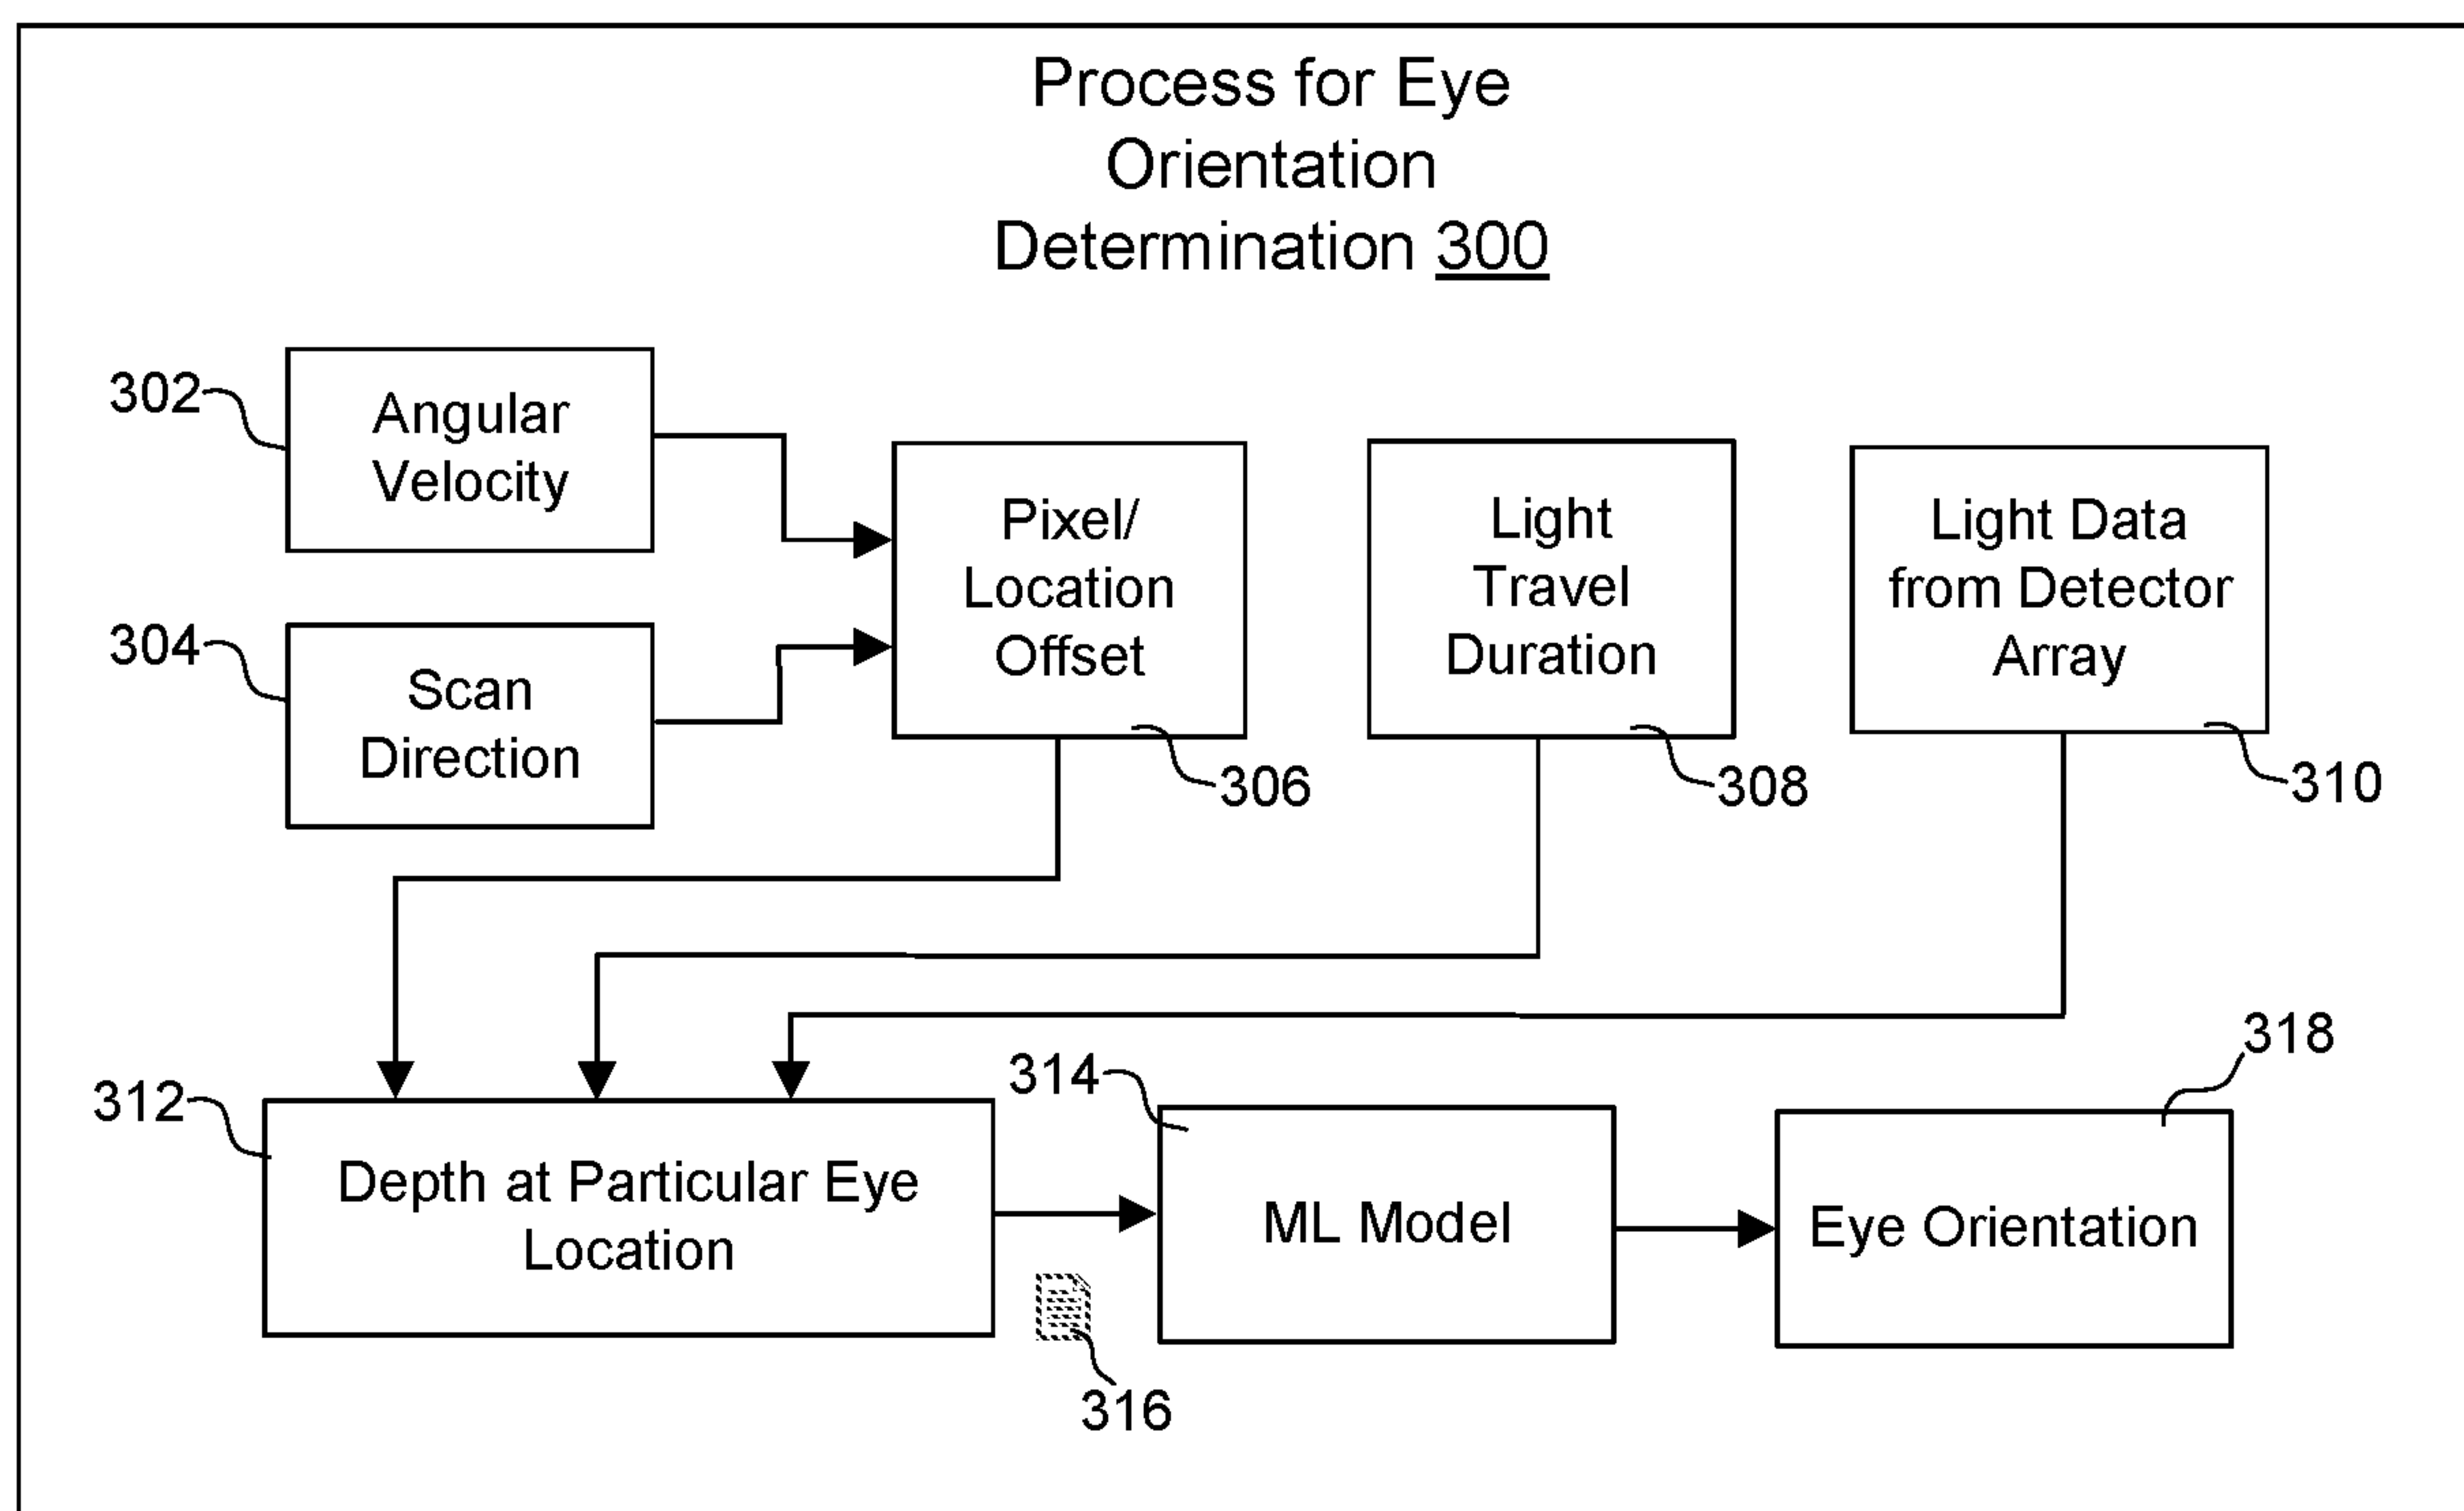 Process for Eye
Orientation
Determination 300
302
Angular
Velocity
304
Scan
Direction
Pixel/
Location
Offset
306
Light
Travel
Duration
308
Light Data
from Detector
Array
310
312
Depth at Particular Eye
Location
314
ML Model
316
318
Eye Orientation